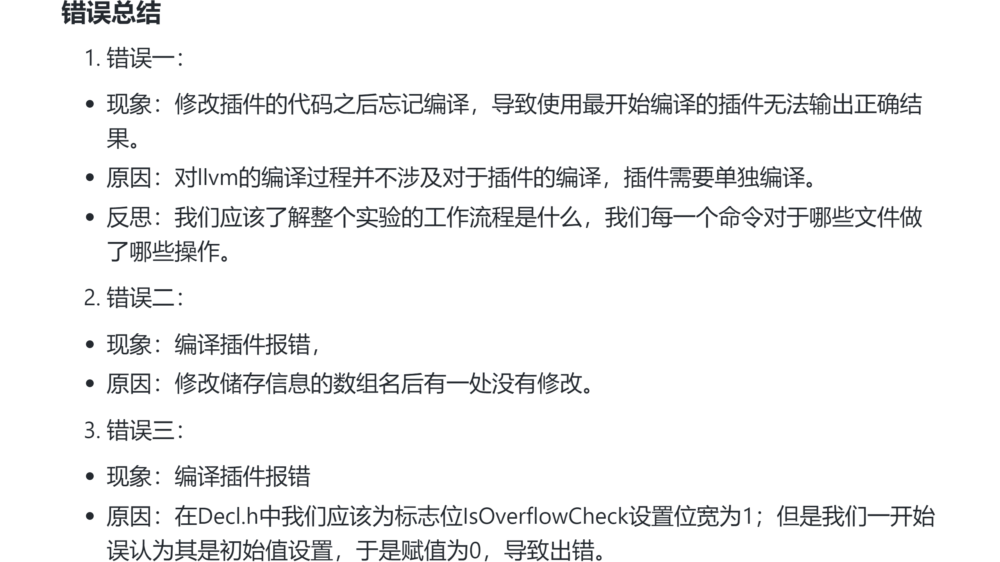 错误总结
1. 错误一：
• 现象：修改插件的代码之后忘记编译，导致使用最开始编译的插件无法输出正确结
果。
• 原因：对llvm的编译过程并不涉及对于插件的编译，插件需要单独编译。
• 反思：我们应该了解整个实验的工作流程是什么，我们每一个命令对于哪些文件做
了哪些操作。
2. 错误二：
• 现象：编译插件报错，
• 原因：修改储存信息的数组名后有一处没有修改。
3. 错误三：
• 现象：编译插件报错
• 原因：在Decl.h中我们应该为标志位IsOverflowCheck设置位宽为1；但是我们一开始
误认为其是初始值设置，于是赋值为0，导致出错。